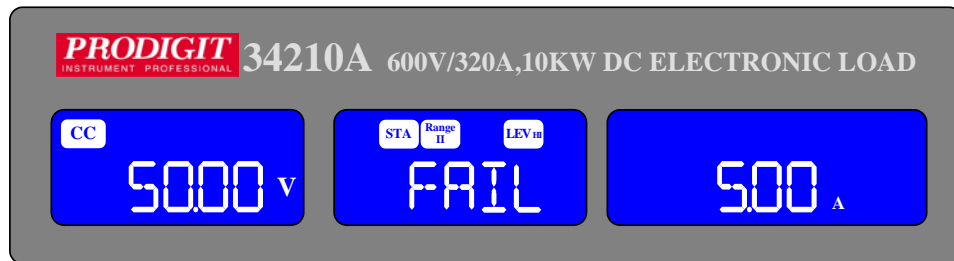 PRODIGIT
INSTRUMENT PROFESSIONAL
34210A 600V/320A,10KW DC ELECTRONIC LOAD
CC
50.00 V
STA Range II LEV HI
FAIL
5.00 A